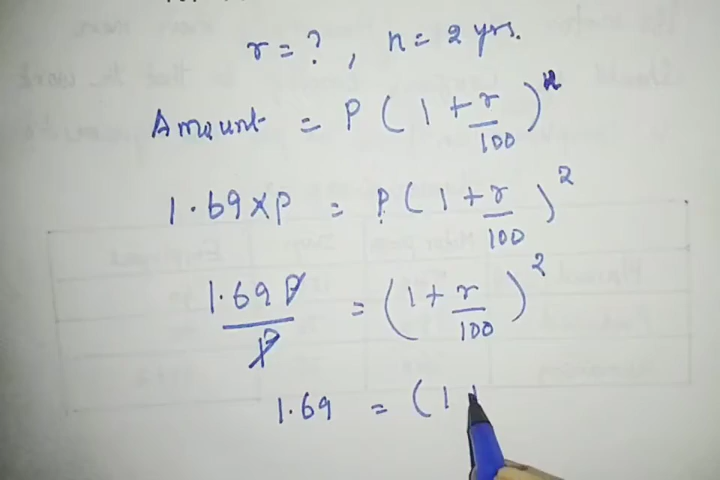 r = ? , n = 2 yrs.
Amount = P ( 1 + r/100 )^n
1.69 x P = P ( 1 + r/100 )^2
1.69 P / P = ( 1 + r/100 )^2
1.69 = ( 1